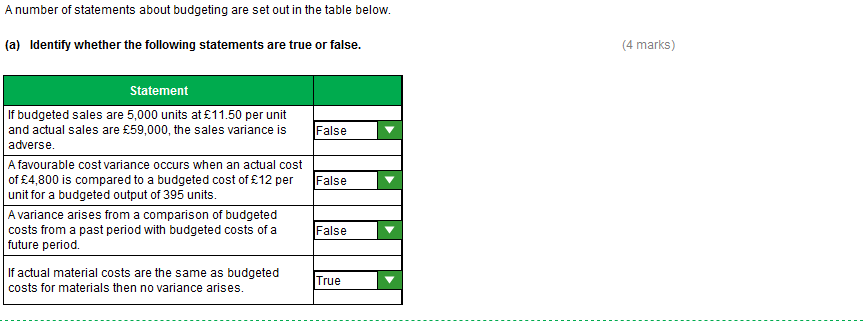 A number of statements about budgeting are set out in the table below.
(a) Identify whether the following statements are true or false. (4 marks)
Statement
If budgeted sales are 5,000 units at £11.50 per unit
and actual sales are £59,000, the sales variance is
adverse.
False
A favourable cost variance occurs when an actual cost
of £4,800 is compared to a budgeted cost of £12 per
unit for a budgeted output of 395 units.
False
A variance arises from a comparison of budgeted
costs from a past period with budgeted costs of a
future period.
False
If actual material costs are the same as budgeted
costs for materials then no variance arises.
True